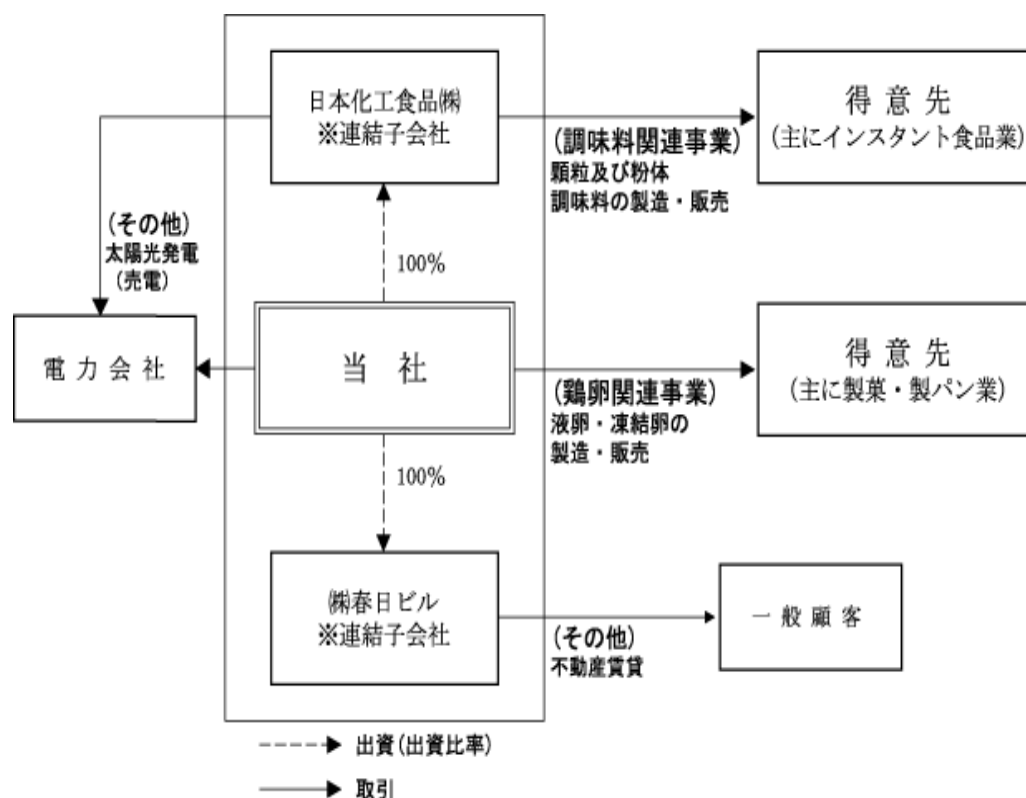 日本化工食品㈱
※連結子会社
得意先
(主にインスタント食品業)
(調味料関連事業)
顆粒及び粉体
調味料の製造・販売
(その他)
太陽光発電
(売電)
100%
電力会社
当社
得意先
(主に製菓・製パン業)
(鶏卵関連事業)
液卵・凍結卵の
製造・販売
100%
㈱春日ビル
※連結子会社
一般顧客
(その他)
不動産賃貸
出資(出資比率)
取引